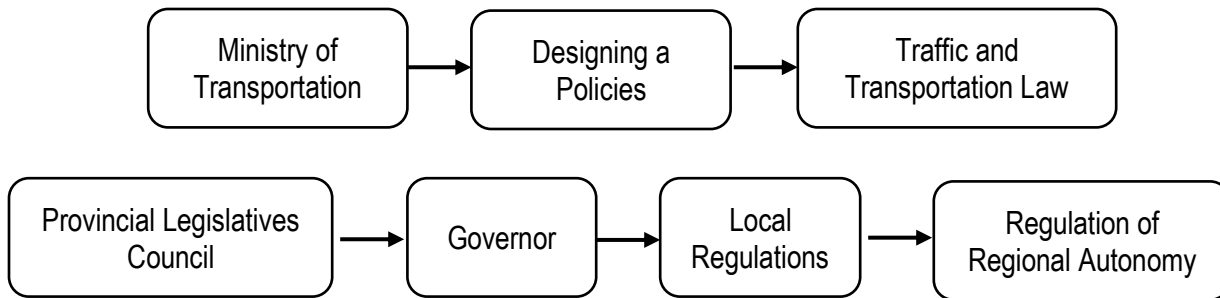 Ministry of
Transportation
Designing a
Policies
Traffic and
Transportation Law
Provincial Legislatives
Council
Governor
Local
Regulations
Regulation of
Regional Autonomy